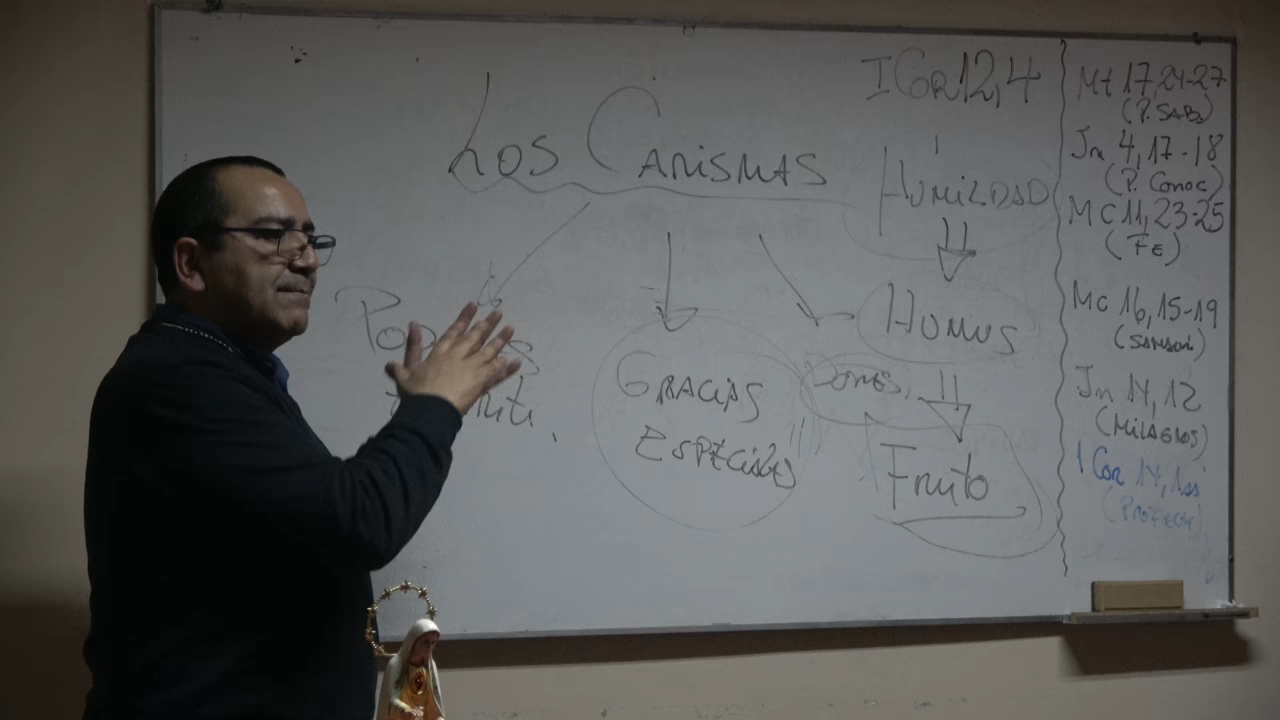 Los Carismas
Gracias
Especiales
Dones,
I Cor 12, 4
Humildad
Humus
Fruto
Mt 17, 24-27
(P. Sab)
Jn 4, 17-18
(P. Conoc)
Mc 11, 23-25
(Fe)
Mc 16, 15-19
Jn 14, 12
(Milagros)
1 Cor 14, 1ss